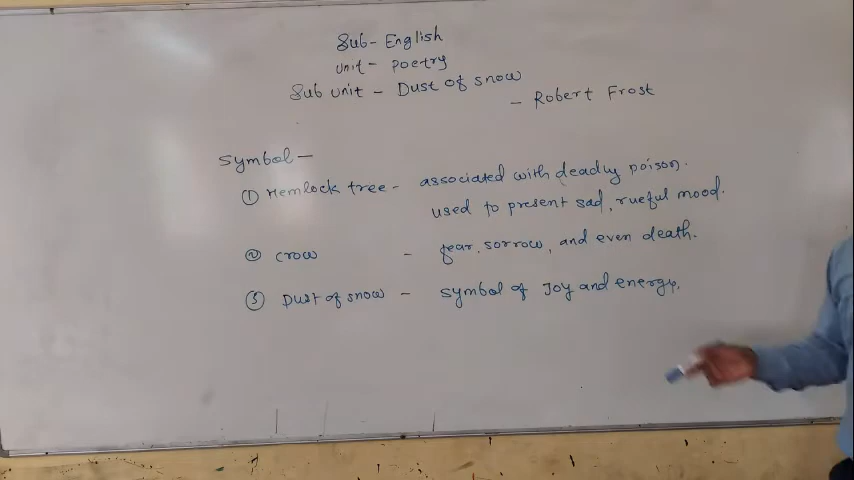 Sub- English
unit- poetry
Sub unit - Dust of snow
- Robert Frost
Symbol-
① Hemlock tree - associated with deadly poison.
used to present sad, rueful mood.
② crow - fear, sorrow, and even death.
③ Dust of snow - symbol of Joy and energy.